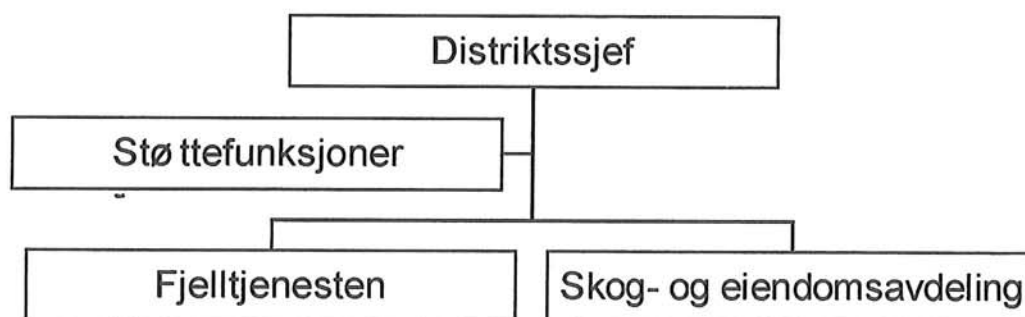 Distriktssjef
Støttefunksjoner
Fjelltjenesten
Skog- og eiendomsavdeling